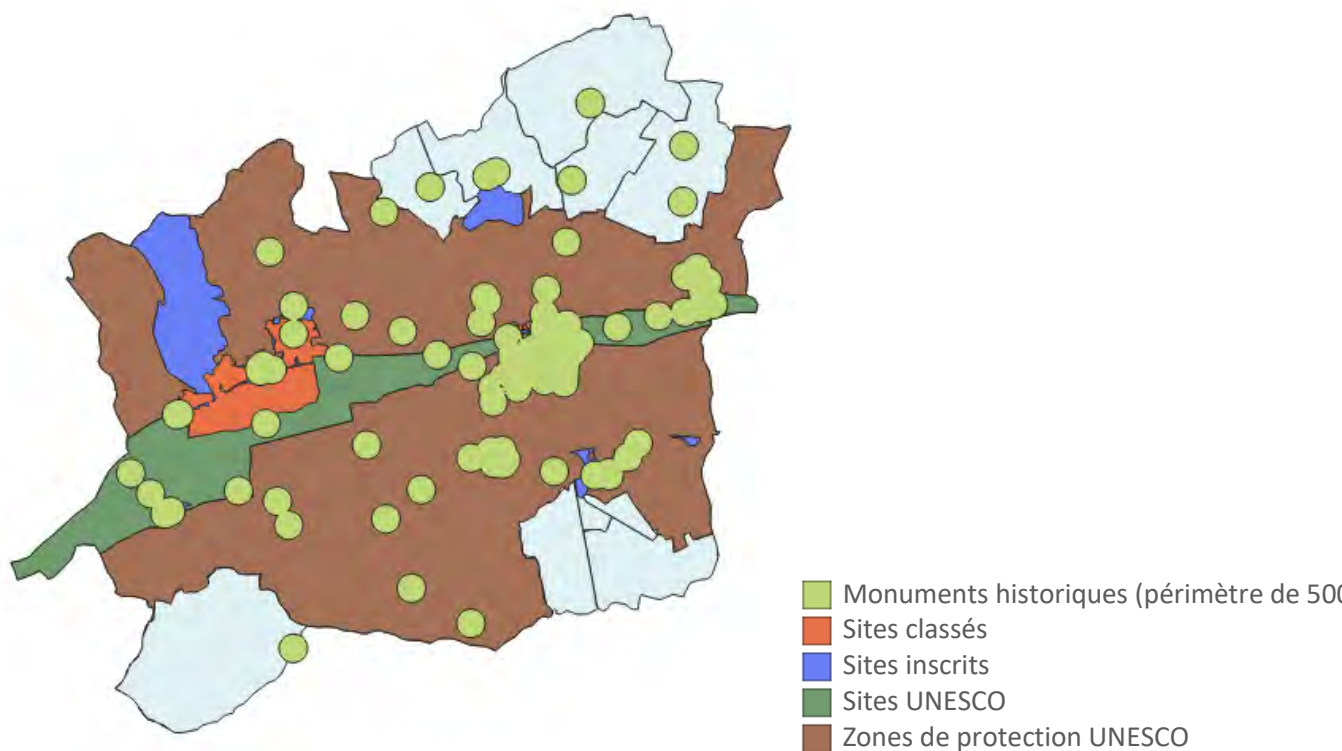 Monuments historiques (périmètre de 500
Sites classés
Sites inscrits
Sites UNESCO
Zones de protection UNESCO